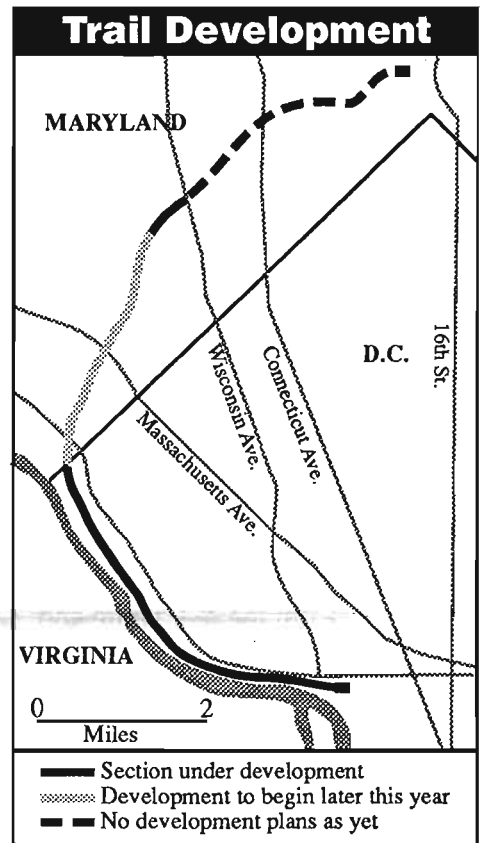 Trail Development
MARYLAND
D.C.
16th St.
Wisconsin Ave.
Connecticut Ave.
Massachusetts Ave.
VIRGINIA
0 2
Miles
Section under development
Development to begin later this year
No development plans as yet